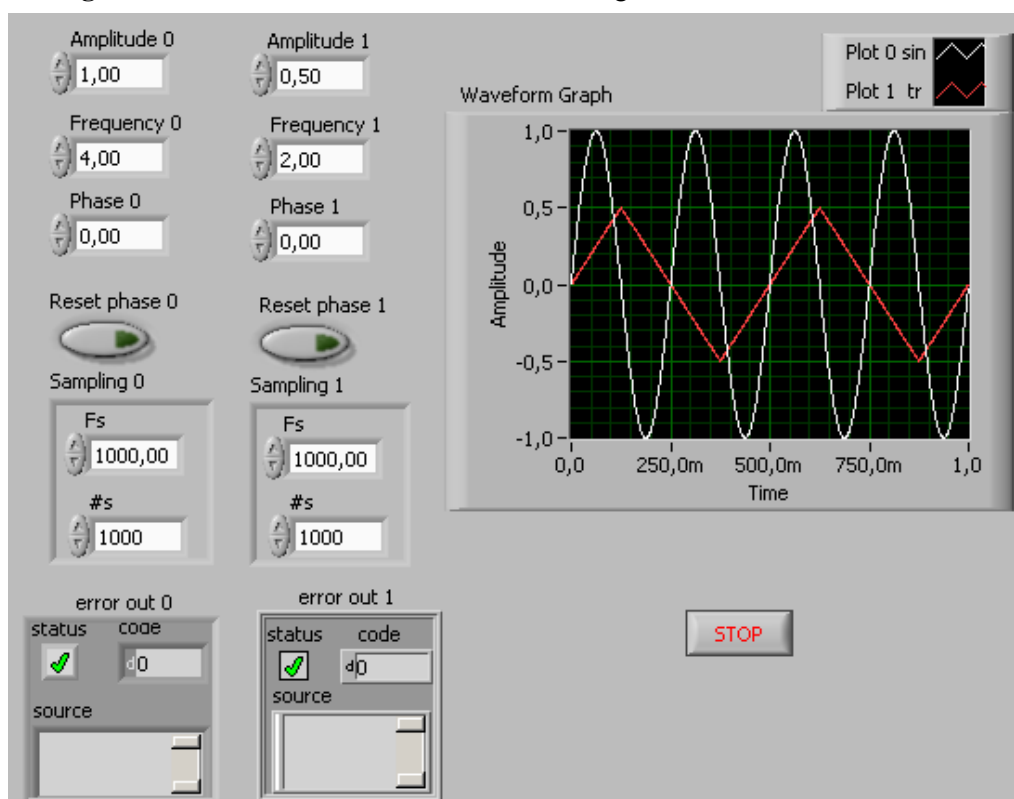 Amplitude 0
1,00
Amplitude 1
0,50
Frequency 0
4,00
Frequency 1
2,00
Phase 0
0,00
Phase 1
0,00
Reset phase 0
Reset phase 1
Sampling 0
Fs
1000,00
#s
1000
Sampling 1
Fs
1000,00
#s
1000
error out 0
status
code
d0
source
error out 1
status
code
d0
source
Plot 0 sin
Plot 1 tr
Waveform Graph
Amplitude
1,0
0,5
0,0
-0,5
-1,0
0,0 250,0m 500,0m 750,0m 1,0
Time
STOP